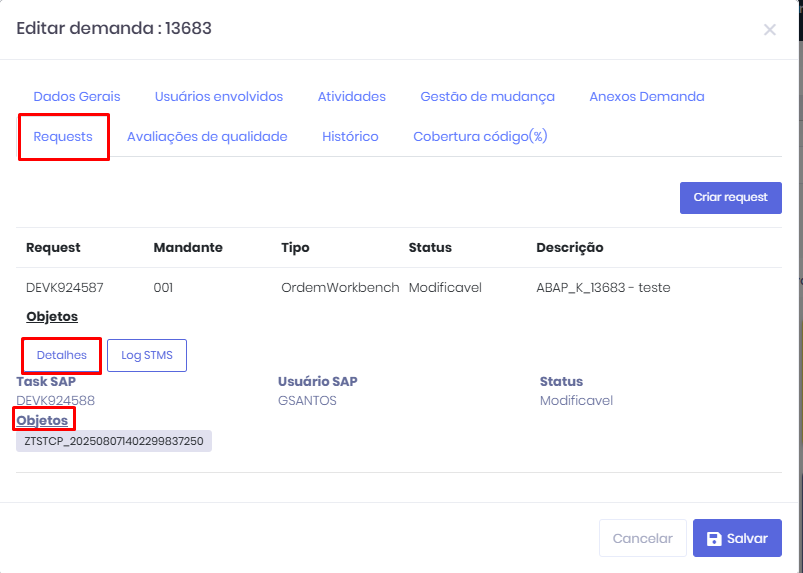 Editar demanda : 13683
Dados Gerais Usuários envolvidos Atividades Gestão de mudança Anexos Demanda
Requests Avaliações de qualidade Histórico Cobertura código(%)
Criar request
Request Mandante Tipo Status Descrição
DEVK924587 001 OrdemWorkbench Modificavel ABAP_K_13683 - teste
Objetos
Detalhes Log STMS
Task SAP Usuário SAP Status
DEVK924588 GSANTOS Modificavel
Objetos
ZTSTCP_202508071402299837250
Cancelar Salvar